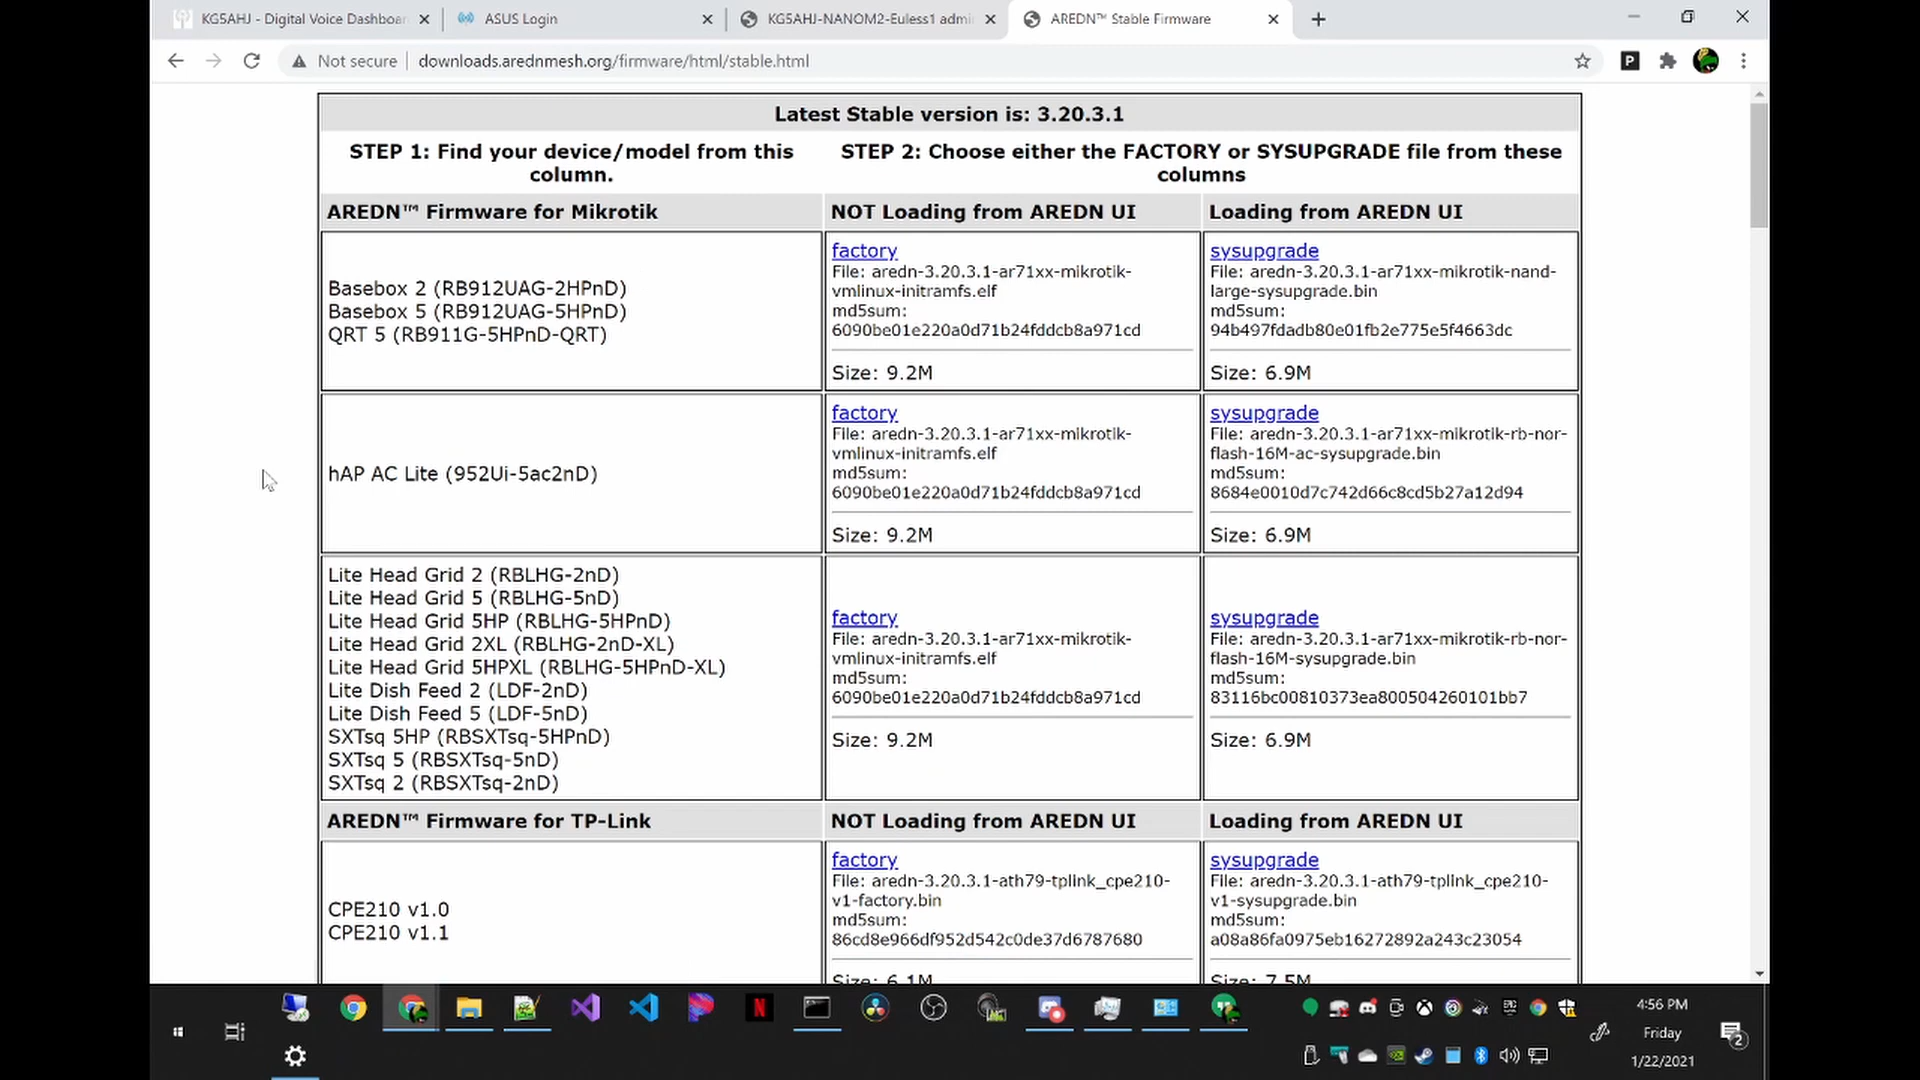 KG5AHJ - Digital Voice Dashboar
ASUS Login
KG5AHJ-NANOM2-Euless1 admi
AREDN™ Stable Firmware
Not secure
downloads.arednmesh.org/firmware/html/stable.html
P
Latest Stable version is: 3.20.3.1
STEP 1: Find your device/model from this
column.
STEP 2: Choose either the FACTORY or SYSUPGRADE file from these
columns
AREDN™ Firmware for Mikrotik
NOT Loading from AREDN UI
Loading from AREDN UI
Basebox 2 (RB912UAG-2HPnD)
Basebox 5 (RB912UAG-5HPnD)
QRT 5 (RB911G-5HPnD-QRT)
factory
File: aredn-3.20.3.1-ar71xx-mikrotik-
vmlinux-initramfs.elf
md5sum:
6090be01e220a0d71b24fddcb8a971cd
Size: 9.2M
sysupgrade
File: aredn-3.20.3.1-ar71xx-mikrotik-nand-
large-sysupgrade.bin
md5sum:
94b497fdadb80e01fb2e775e5f4663dc
Size: 6.9M
hAP AC Lite (952Ui-5ac2nD)
factory
File: aredn-3.20.3.1-ar71xx-mikrotik-
vmlinux-initramfs.elf
md5sum:
6090be01e220a0d71b24fddcb8a971cd
Size: 9.2M
sysupgrade
File: aredn-3.20.3.1-ar71xx-mikrotik-rb-nor-
flash-16M-ac-sysupgrade.bin
md5sum:
8684e0010d7c742d66c8cd5b27a12d94
Size: 6.9M
Lite Head Grid 2 (RBLHG-2nD)
Lite Head Grid 5 (RBLHG-5nD)
Lite Head Grid 5HP (RBLHG-5HPnD)
Lite Head Grid 2XL (RBLHG-2nD-XL)
Lite Head Grid 5HPXL (RBLHG-5HPnD-XL)
Lite Dish Feed 2 (LDF-2nD)
Lite Dish Feed 5 (LDF-5nD)
SXTsq 5HP (RBSXTsq-5HPnD)
SXTsq 5 (RBSXTsq-5nD)
SXTsq 2 (RBSXTsq-2nD)
factory
File: aredn-3.20.3.1-ar71xx-mikrotik-
vmlinux-initramfs.elf
md5sum:
6090be01e220a0d71b24fddcb8a971cd
Size: 9.2M
sysupgrade
File: aredn-3.20.3.1-ar71xx-mikrotik-rb-nor-
flash-16M-sysupgrade.bin
md5sum:
83116bc00810373ea800504260101bb7
Size: 6.9M
AREDN™ Firmware for TP-Link
NOT Loading from AREDN UI
Loading from AREDN UI
CPE210 v1.0
CPE210 v1.1
factory
File: aredn-3.20.3.1-ath79-tplink_cpe210-
v1-factory.bin
md5sum:
86cd8e966df952d542c0de37d6787680
Size: 6.1M
sysupgrade
File: aredn-3.20.3.1-ath79-tplink_cpe210-
v1-sysupgrade.bin
md5sum:
a08a86fa0975eb16272892a243c23054
Size: 7.5M
N
4:56 PM
Friday
1/22/2021
2